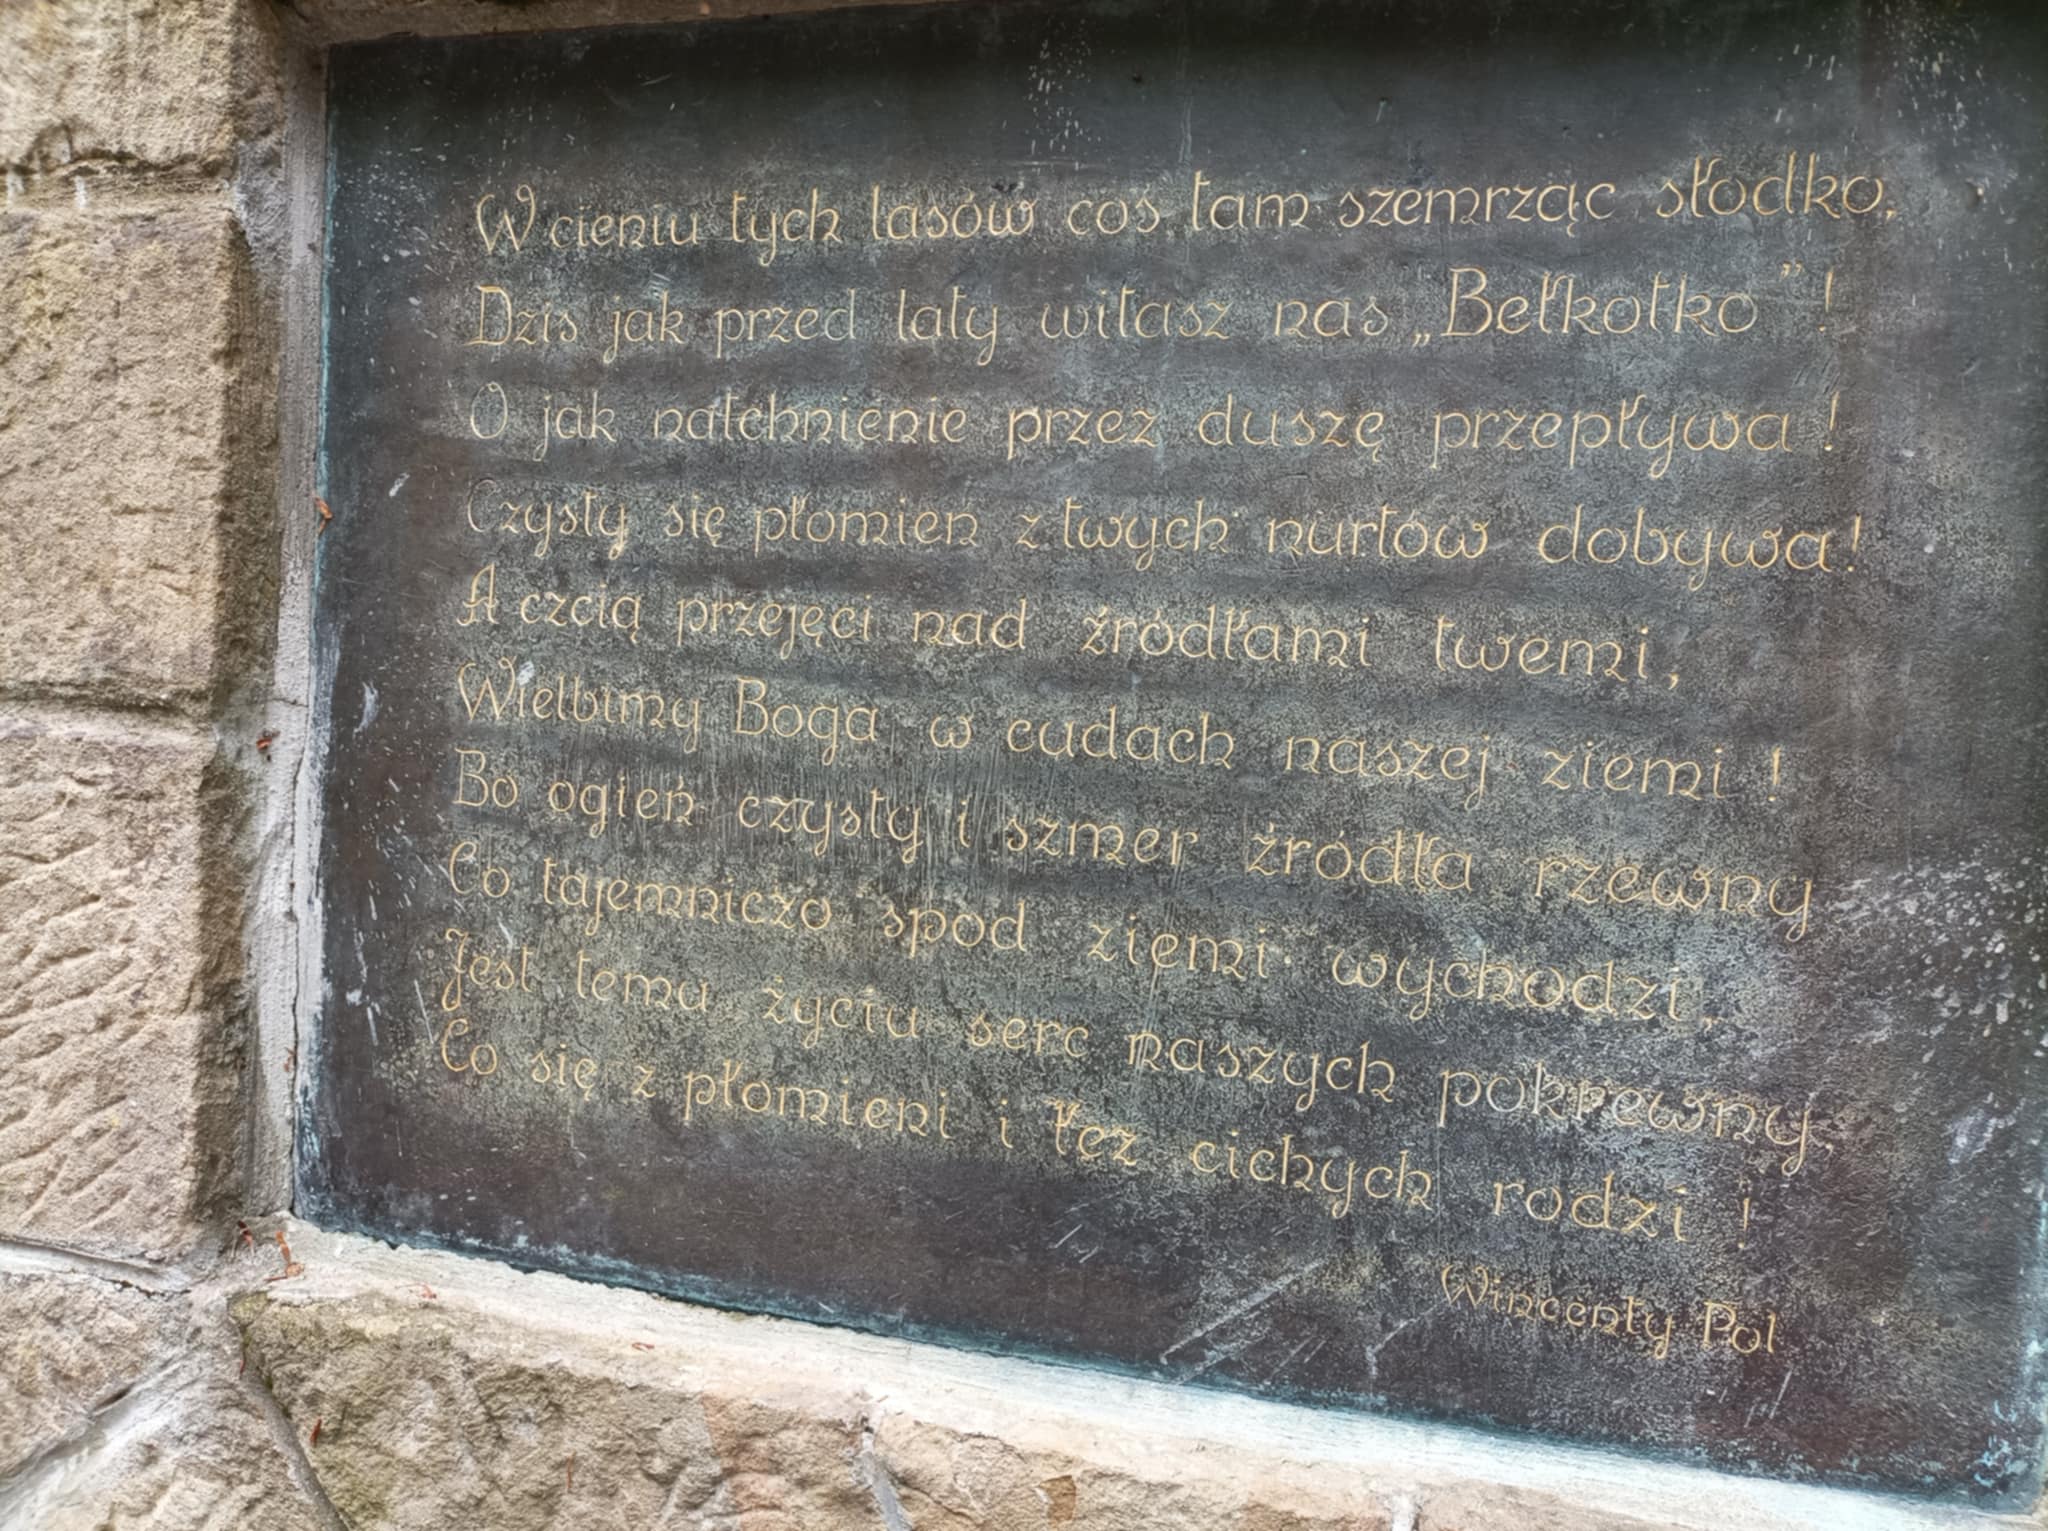 W cieniu tych lasów coś tam szemrząc słodko,
Dziś jak przed laty witasz nas „Bełkotko”!
O jak natchnienie przez duszę przepływa!
Czysty się płomień z twych nurtów dobywa!
A czcią przejęci nad źródłami twemi,
Wielbimy Boga w cudach naszej ziemi!
Bo ogień czysty i szmer źródła rzewny
Co tajemniczo spod ziemi wychodzi,
Jest temu życiu serc naszych pokrewny,
Co się z płomieni i łez cichych rodzi!
Wincenty Pol